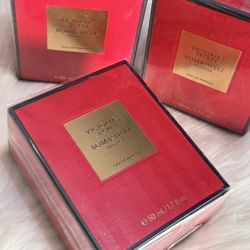 VICTORIA'S
SECRET
BOMBSHELL
EAU DE PARFUM
VICTORIA'S
SECRET
BOMBSHELL
EAU DE PARFUM
VICTORIA'S
SECRET
BOMBSHELL
EAU DE PARFUM
e 50 ml/1.7 fl oz.